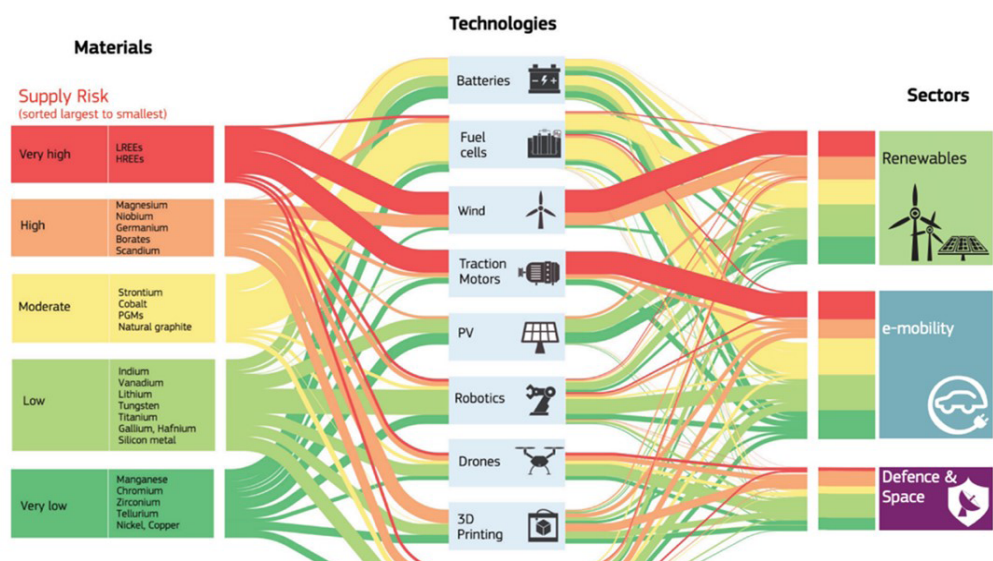 Materials
Technologies
Sectors
Supply Risk
(sorted largest to smallest)
Very high
LREEs
HREEs
High
Magnesium
Niobium
Germanium
Borates
Scandium
Moderate
Strontium
Cobalt
PGMs
Natural graphite
Low
Indium
Vanadium
Lithium
Tungsten
Titanium
Gallium, Hafnium
Silicon metal
Very low
Manganese
Chromium
Zirconium
Tellurium
Nickel, Copper
Batteries
Fuel
cells
Wind
Traction
Motors
PV
Robotics
Drones
3D
Printing
Renewables
e-mobility
Defence &
Space